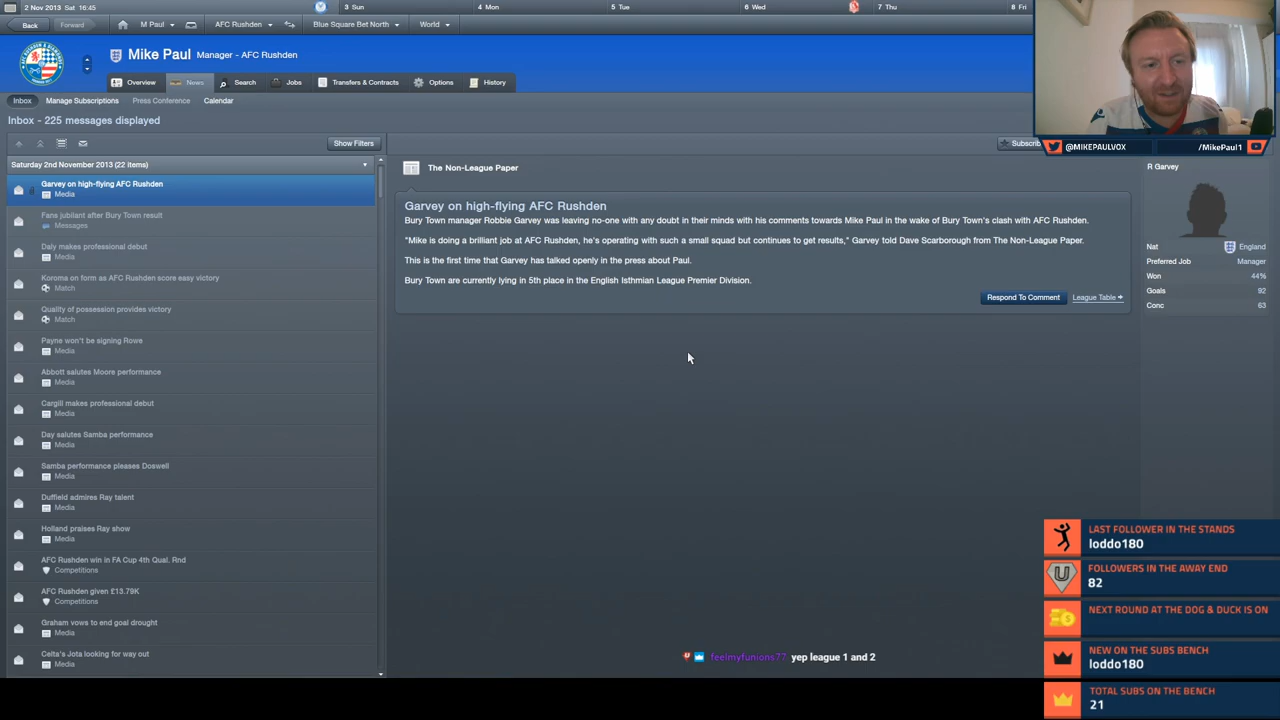 2 Nov 2013 Sat 16:45
3 Sun
4 Mon
5 Tue
6 Wed
7 Thu
8 Fri
Back
Forward
M Paul
AFC Rushden
Blue Square Bet North
World
Mike Paul
Manager - AFC Rushden
Overview
News
Search
Jobs
Transfers & Contracts
Options
History
Inbox
Manage Subscriptions
Press Conference
Calendar
Inbox - 225 messages displayed
Show Filters
Saturday 2nd November 2013 (22 items)
Garvey on high-flying AFC Rushden
Media
Fans jubilant after Bury Town result
Messages
Daly makes professional debut
Media
Koroma on form as AFC Rushden score easy victory
Match
Quality of possession provides victory
Match
Payne won't be signing Rowe
Media
Abbott salutes Moore performance
Media
Cargill makes professional debut
Media
Day salutes Samba performance
Media
Samba performance pleases Doswell
Media
Duffield admires Ray talent
Media
Holland praises Ray show
Media
AFC Rushden win in FA Cup 4th Qual. Rnd
Competitions
AFC Rushden given £13.79K
Competitions
Graham vows to end goal drought
Media
Celta's Jota looking for way out
Media
The Non-League Paper
Garvey on high-flying AFC Rushden
Bury Town manager Robbie Garvey was leaving no-one with any doubt in their minds with his comments towards Mike Paul in the wake of Bury Town's clash with AFC Rushden.
"Mike is doing a brilliant job at AFC Rushden, he's operating with such a small squad but continues to get results," Garvey told Dave Scarborough from The Non-League Paper.
This is the first time that Garvey has talked openly in the press about Paul.
Bury Town are currently lying in 5th place in the English Isthmian League Premier Division.
Respond To Comment
League Table
Subscrib
@MIKEPAULVOX
/MikePaul1
R Garvey
Nat England
Preferred Job Manager
Won 44%
Goals 92
Conc 63
LAST FOLLOWER IN THE STANDS
loddo180
FOLLOWERS IN THE AWAY END
82
NEXT ROUND AT THE DOG & DUCK IS ON
NEW ON THE SUBS BENCH
loddo180
TOTAL SUBS ON THE BENCH
21
feelmyfunions77 yep league 1 and 2